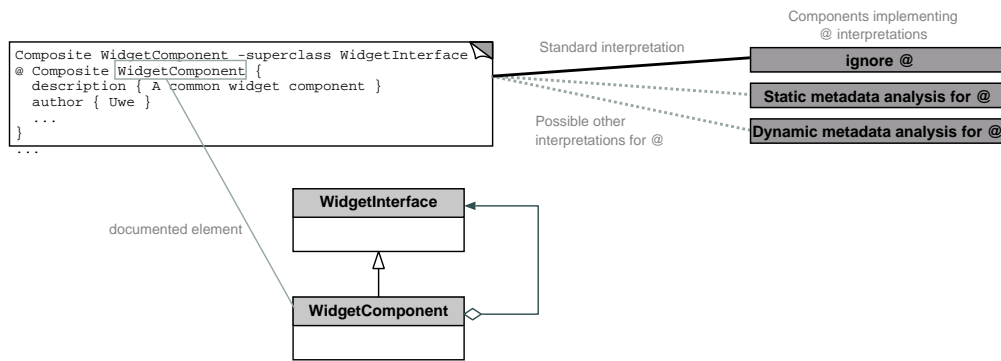 Components implementing
@ interpretations
Composite WidgetComponent -superclass WidgetInterface
@ Composite WidgetComponent {
description { A common widget component }
author { Uwe }
...
}
...
Standard interpretation
ignore @
Static metadata analysis for @
Dynamic metadata analysis for @
Possible other
interpretations for @
WidgetInterface
documented element
WidgetComponent